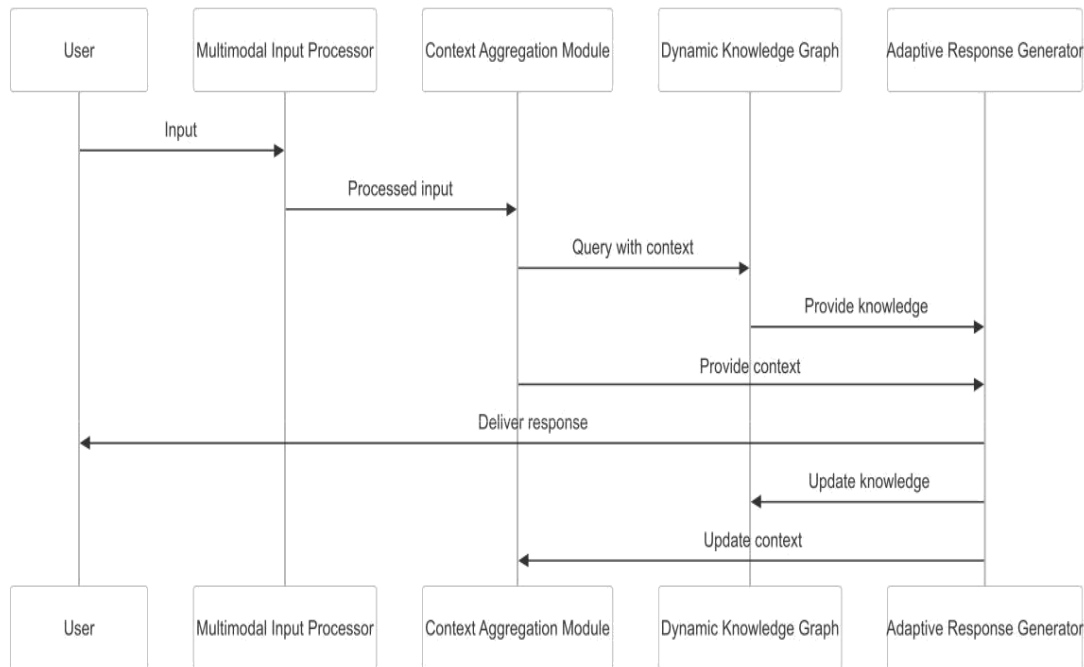 User
Multimodal Input Processor
Context Aggregation Module
Dynamic Knowledge Graph
Adaptive Response Generator
Input
Processed input
Query with context
Provide knowledge
Provide context
Deliver response
Update knowledge
Update context
User
Multimodal Input Processor
Context Aggregation Module
Dynamic Knowledge Graph
Adaptive Response Generator